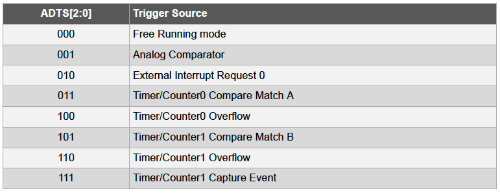 ADTS[2:0] Trigger Source
000 Free Running mode
001 Analog Comparator
010 External Interrupt Request 0
011 Timer/Counter0 Compare Match A
100 Timer/Counter0 Overflow
101 Timer/Counter1 Compare Match B
110 Timer/Counter1 Overflow
111 Timer/Counter1 Capture Event